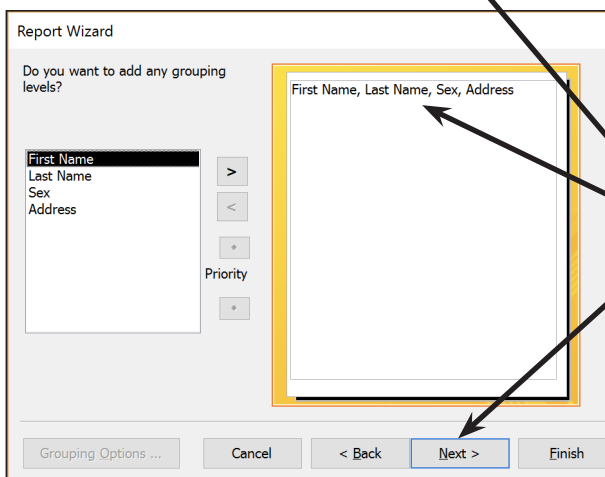 Report Wizard
Do you want to add any grouping
levels?
First Name, Last Name, Sex, Address
First Name
Last Name
Sex
Address
>
<
Priority
Grouping Options ...
Cancel
< Back
Next >
Finish